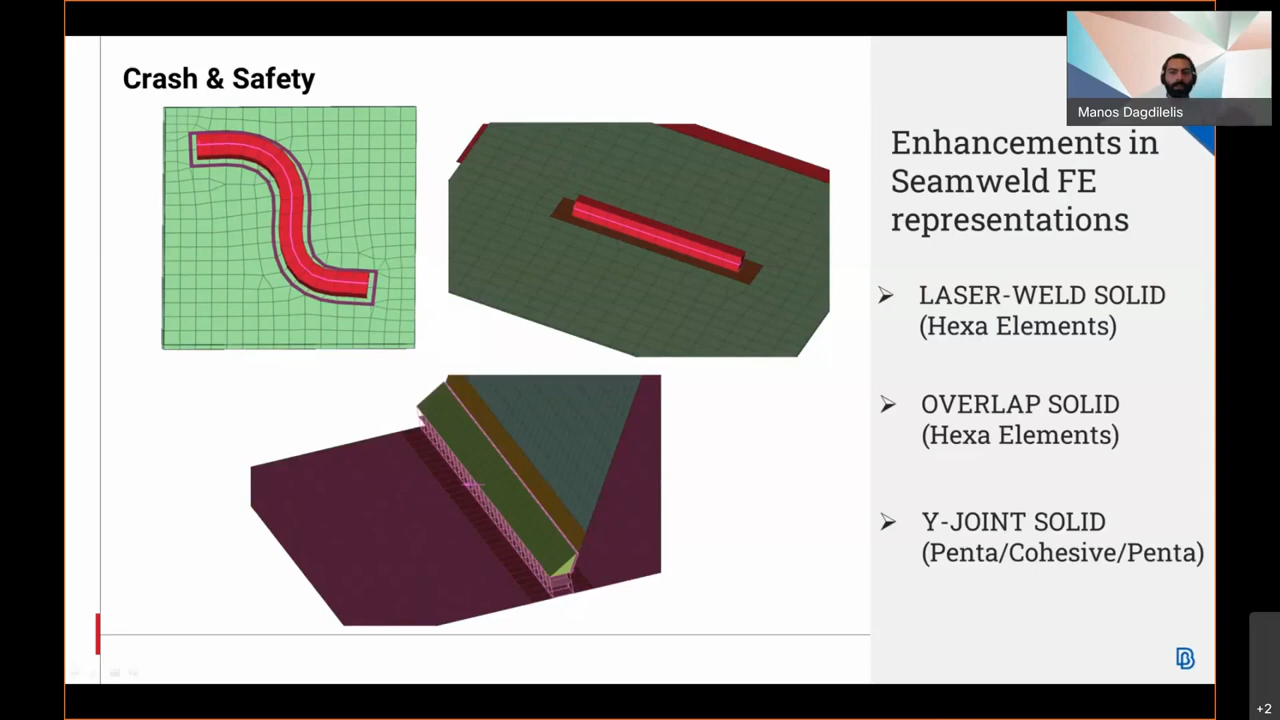 Crash & Safety
Manos Dagdilelis
Enhancements in
Seamweld FE
representations
LASER-WELD SOLID
(Hexa Elements)
OVERLAP SOLID
(Hexa Elements)
Y-JOINT SOLID
(Penta/Cohesive/Penta)
+2